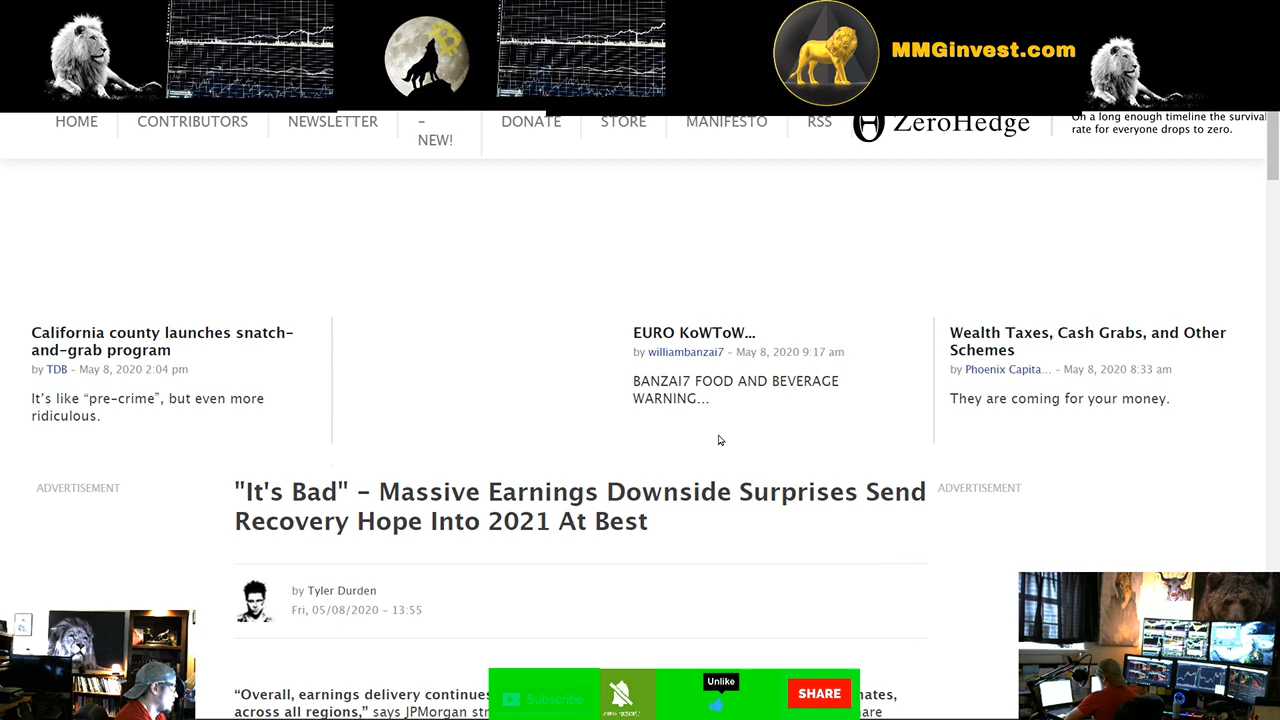 MMGinvest.com
HOME
CONTRIBUTORS
NEWSLETTER
–
NEW!
DONATE
STORE
MANIFESTO
RSS
ZeroHedge
On a long enough timeline the survival
rate for everyone drops to zero.
California county launches snatch-
and-grab program
by TDB – May 8, 2020 2:04 pm
It's like “pre-crime”, but even more
ridiculous.
EURO KoWToW...
by williambanzai7 – May 8, 2020 9:17 am
BANZAI7 FOOD AND BEVERAGE
WARNING...
Wealth Taxes, Cash Grabs, and Other
Schemes
by Phoenix Capita... – May 8, 2020 8:33 am
They are coming for your money.
ADVERTISEMENT
"It's Bad" – Massive Earnings Downside Surprises Send
Recovery Hope Into 2021 At Best
ADVERTISEMENT
by Tyler Durden
Fri, 05/08/2020 – 13:55
“Overall, earnings delivery continues
across all regions,” says JPMorgan
Subscribe
Unlike
SHARE